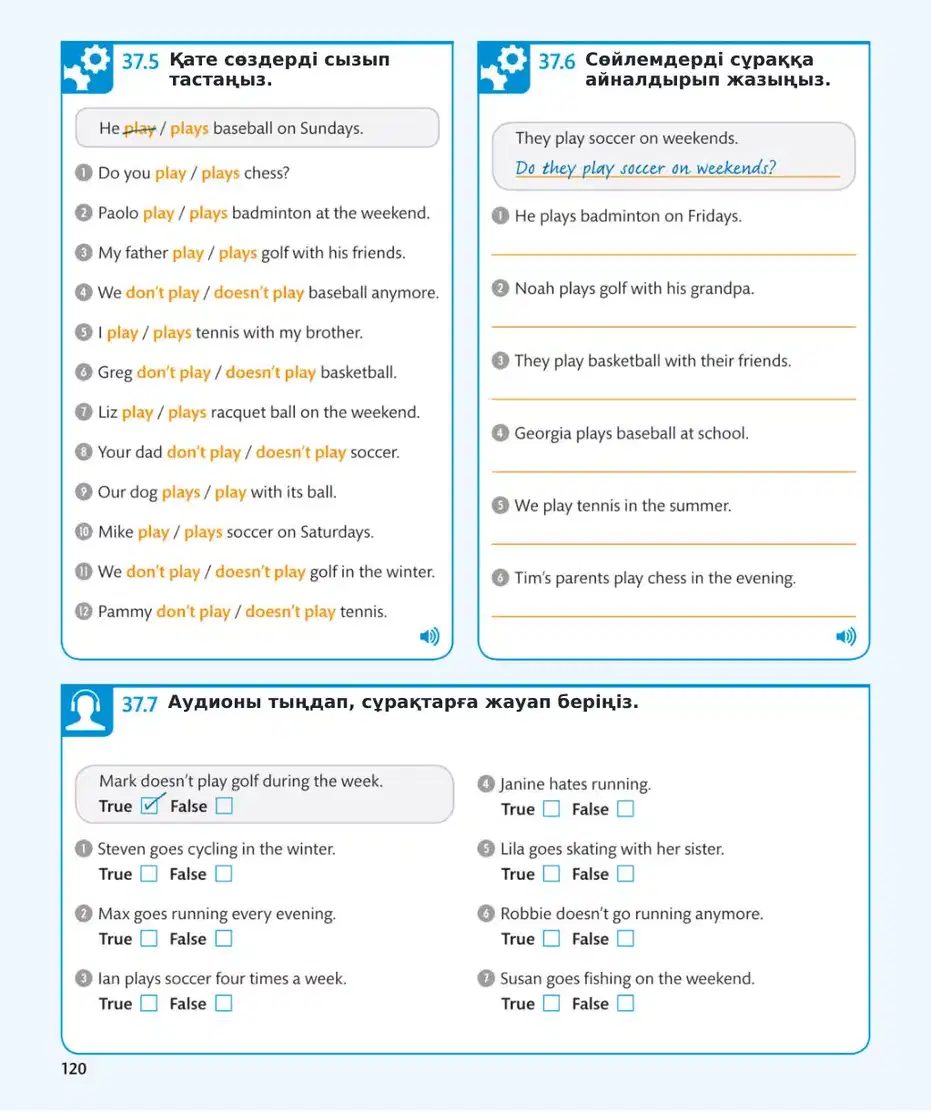 37.5 Қате сөздерді сызып
тастаңыз.
He play / plays baseball on Sundays.
1 Do you play / plays chess?
2 Paolo play / plays badminton at the weekend.
3 My father play / plays golf with his friends.
4 We don't play / doesn't play baseball anymore.
5 I play / plays tennis with my brother.
6 Greg don't play / doesn't play basketball.
7 Liz play / plays racquet ball on the weekend.
8 Your dad don't play / doesn't play soccer.
9 Our dog plays / play with its ball.
10 Mike play / plays soccer on Saturdays.
11 We don't play / doesn't play golf in the winter.
12 Pammy don't play / doesn't play tennis.
37.6 Сөйлемдерді сұраққа
айналдырып жазыңыз.
They play soccer on weekends.
Do they play soccer on weekends?
1 He plays badminton on Fridays.
2 Noah plays golf with his grandpa.
3 They play basketball with their friends.
4 Georgia plays baseball at school.
5 We play tennis in the summer.
6 Tim's parents play chess in the evening.
37.7 Аудионы тыңдап, сұрақтарға жауап беріңіз.
Mark doesn't play golf during the week.
True False
1 Steven goes cycling in the winter.
True False
2 Max goes running every evening.
True False
3 Ian plays soccer four times a week.
True False
4 Janine hates running.
True False
5 Lila goes skating with her sister.
True False
6 Robbie doesn't go running anymore.
True False
7 Susan goes fishing on the weekend.
True False
120